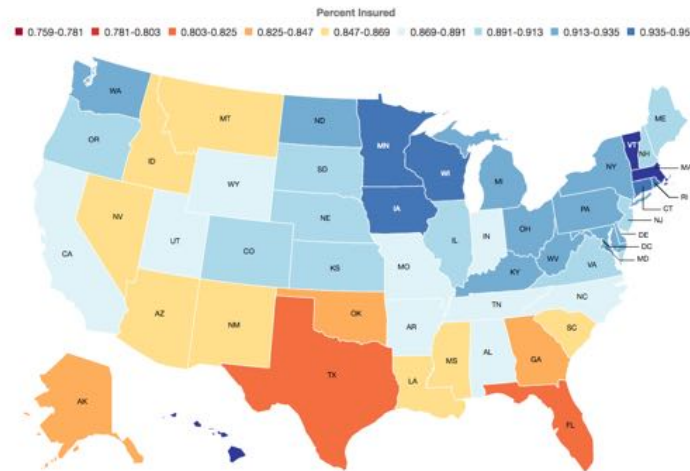 Percent Insured
0.759-0.781 0.781-0.803 0.803-0.825 0.825-0.847 0.847-0.869 0.869-0.891 0.891-0.913 0.913-0.935 0.935-0.95
WA
MT
ND
MN
VT
ME
OR
ID
SD
WI
NY
NH
MA
WY
MI
RI
IA
PA
CT
NE
NJ
NV
IL
IN
OH
DE
UT
CO
WV
DC
CA
KS
MO
KY
VA
MD
TN
NC
AZ
NM
OK
AR
SC
MS
AL
GA
TX
LA
AK
FL